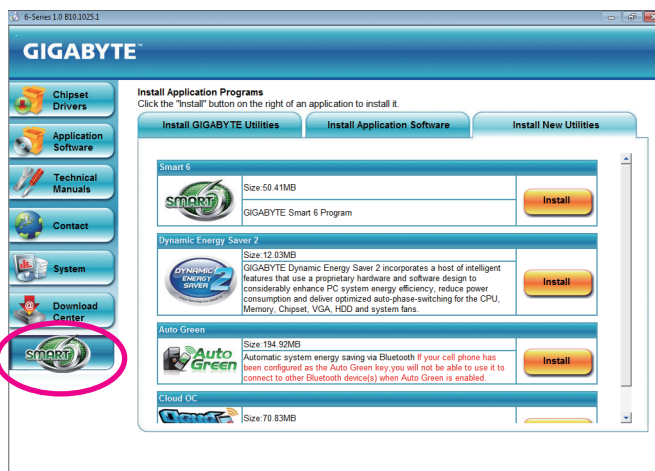 6-Series 1.0 B10.1025.1
GIGABYTE™
Chipset
Drivers
Application
Software
Technical
Manuals
Contact
System
Download
Center
SMART6
Install Application Programs
Click the "Install" button on the right of an application to install it.
Install GIGABYTE Utilities
Install Application Software
Install New Utilities
Smart 6
SMART6
Size:50.41MB
GIGABYTE Smart 6 Program
Install
Dynamic Energy Saver 2
DYNAMIC
ENERGY
SAVER 2
Size:12.03MB
GIGABYTE Dynamic Energy Saver 2 incorporates a host of intelligent
features that use a proprietary hardware and software design to
considerably enhance PC system energy efficiency, reduce power
consumption and deliver optimized auto-phase-switching for the CPU,
Memory, Chipset, VGA, HDD and system fans.
Install
Auto Green
Auto
Green
Size:194.92MB
Automatic system energy saving via Bluetooth If your cell phone has
been configured as the Auto Green key,you will not be able to use it to
connect to other Bluetooth device(s) when Auto Green is enabled.
Install
Cloud OC
Size:70.83MB